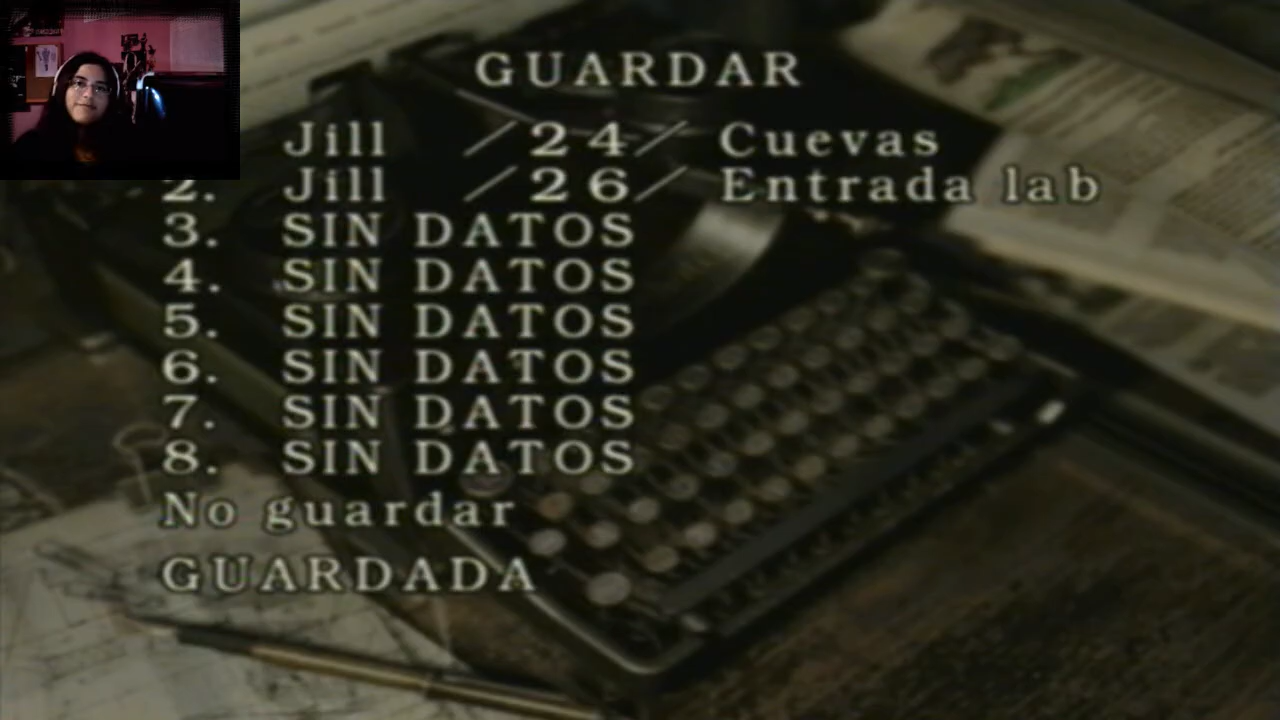 GUARDAR
Jill /24/ Cuevas
2. Jill /26/ Entrada lab
3. SIN DATOS
4. SIN DATOS
5. SIN DATOS
6. SIN DATOS
7. SIN DATOS
8. SIN DATOS
No guardar
GUARDADA